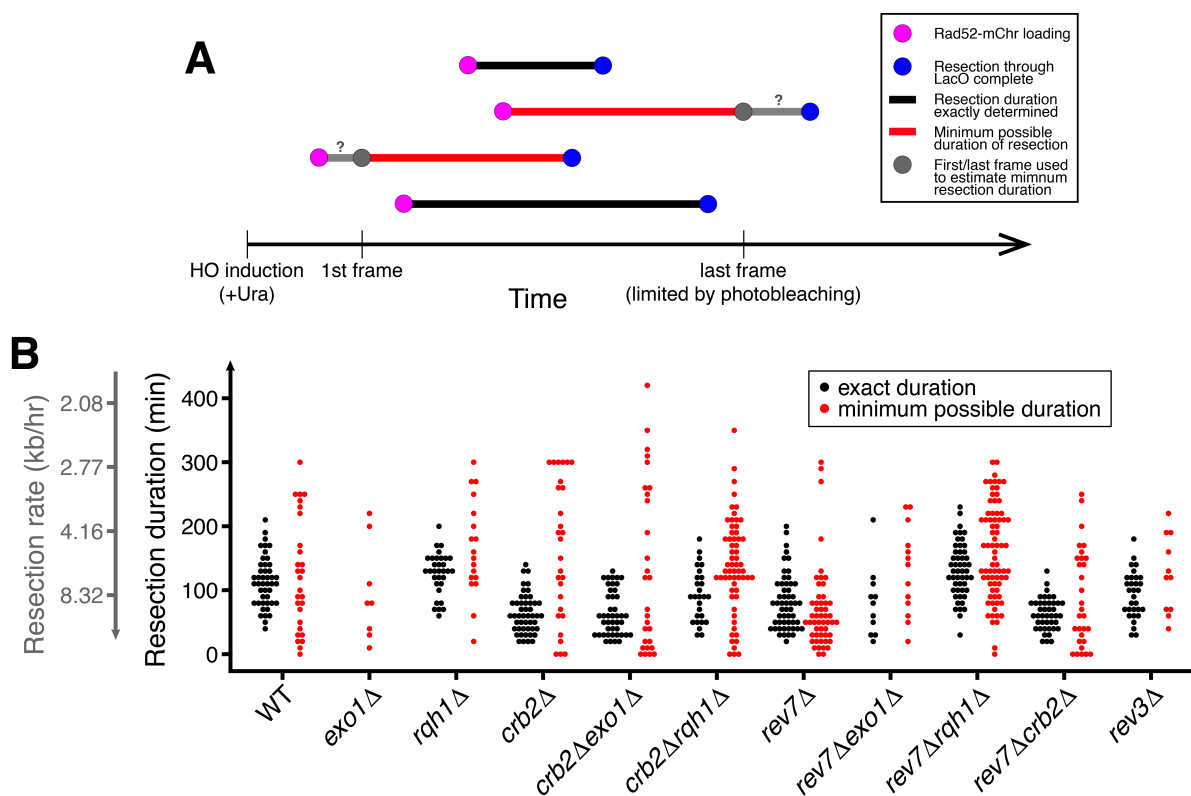 A
Rad52-mChr loading
Resection through
LacO complete
Resection duration
exactly determined
Minimum possible
duration of resection
First/last frame used
to estimate mimnum
resection duration
?
?
HO induction
(+Ura)
1st frame
last frame
(limited by photobleaching)
Time
B
Resection rate (kb/hr)
2.08
2.77
4.16
8.32
Resection duration (min)
400
300
200
100
0
exact duration
minimum possible duration
WT
exo1Δ
rqh1Δ
crb2Δ
crb2Δexo1Δ
crb2Δrqh1Δ
rev7Δ
rev7Δexo1Δ
rev7Δrqh1Δ
rev7Δcrb2Δ
rev3Δ